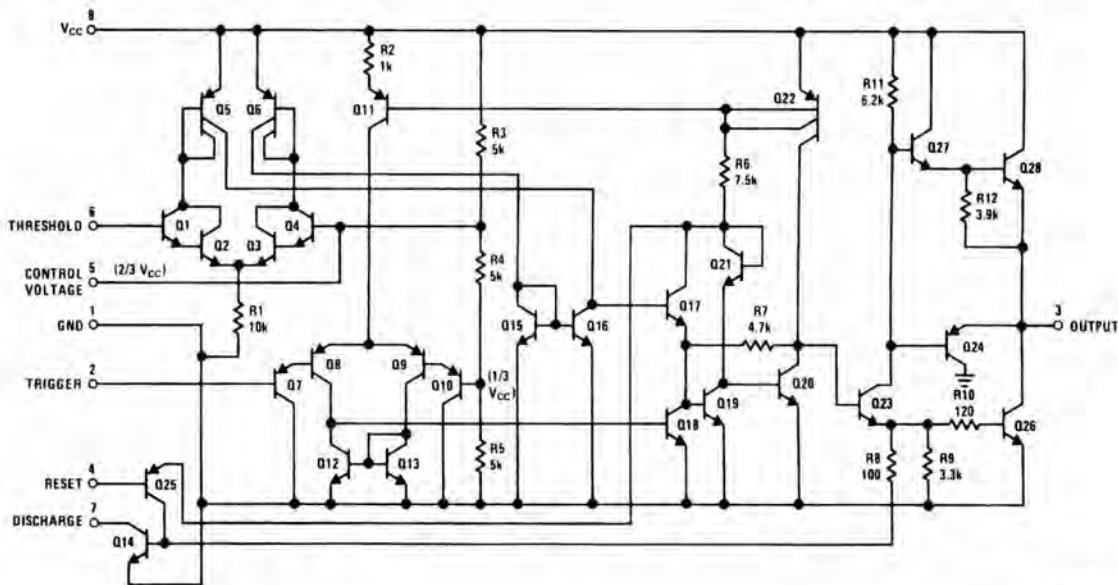 8
VCC
R2
1k
Q5
Q6
Q11
Q22
R11
6.2k
R3
5k
Q27
Q28
R6
7.5k
R12
3.9k
6
THRESHOLD
Q1
Q2
Q3
Q4
5
CONTROL
VOLTAGE
(2/3 VCC)
R4
5k
Q21
Q17
1
GND
R1
10k
Q15
Q16
R7
4.7k
3
OUTPUT
Q24
2
TRIGGER
Q7
Q8
Q9
Q10
(1/3
VCC)
Q19
Q20
Q23
R10
120
Q18
Q26
Q12
Q13
R5
5k
R8
100
R9
3.3k
4
RESET
Q25
7
DISCHARGE
Q14